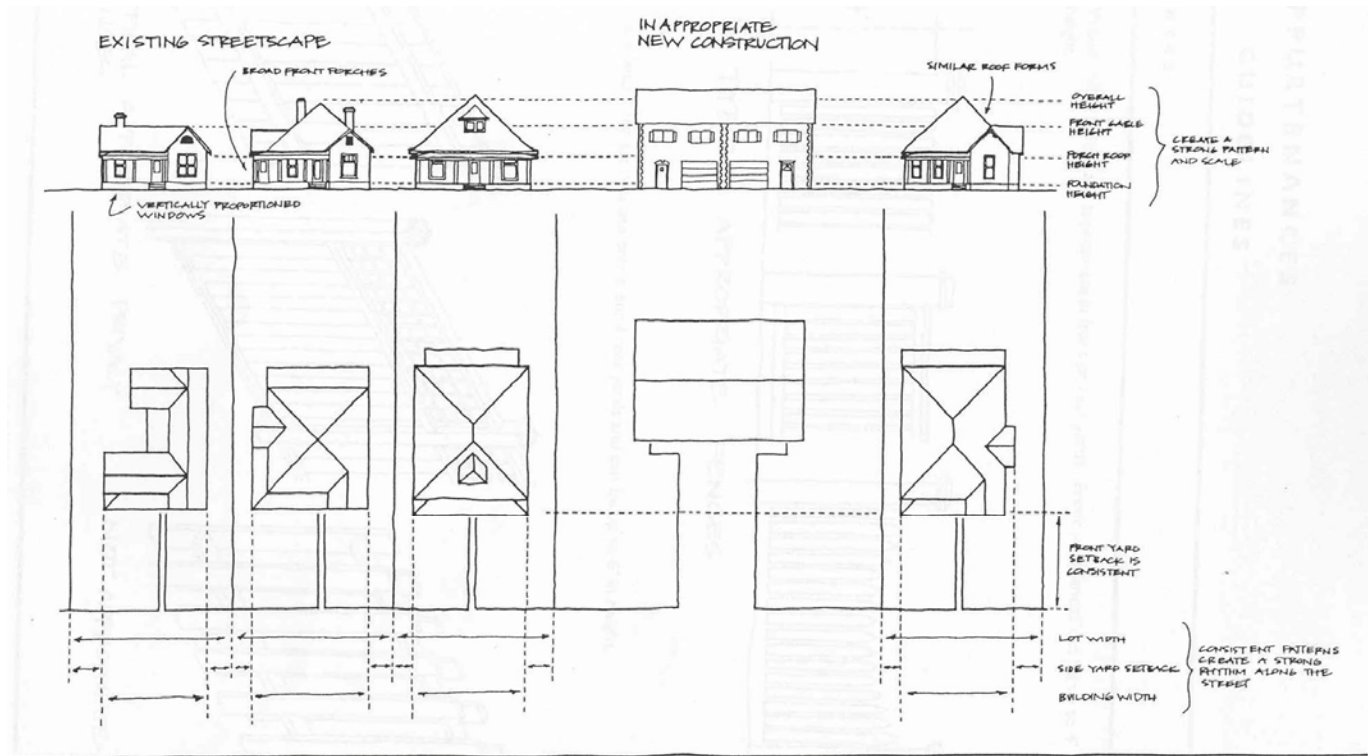 EXISTING STREETSCAPE
INAPPROPRIATE
NEW CONSTRUCTION
BROAD FRONT PORCHES
SIMILAR ROOF FORMS
OVERALL
HEIGHT
FRONT GABLE
HEIGHT
PORCH ROOF
HEIGHT
FOUNDATION
HEIGHT
CREATE A
STRONG PATTERN
AND SCALE
VERTICALLY PROPORTIONED
WINDOWS
FRONT YARD
SETBACK IS
CONSISTENT
LOT WIDTH
SIDE YARD SETBACK
BUILDING WIDTH
CONSISTENT PATTERNS
CREATE A STRONG
RHYTHM ALONG THE
STREET